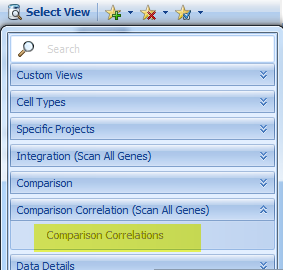 Select View
Search
Custom Views
Cell Types
Specific Projects
Integration (Scan All Genes)
Comparison
Comparison Correlation (Scan All Genes)
Comparison Correlations
Data Details